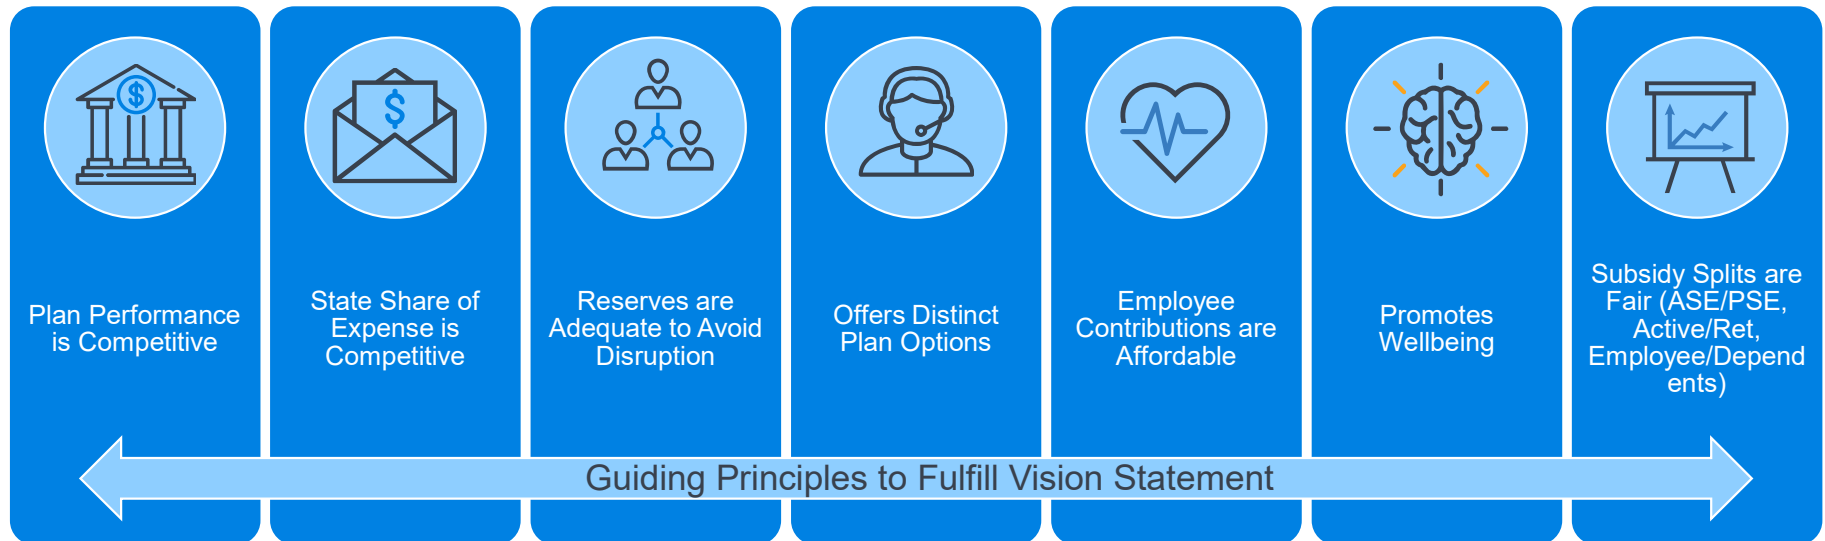 Plan Performance
is Competitive
State Share of
Expense is
Competitive
Reserves are
Adequate to Avoid
Disruption
Offers Distinct
Plan Options
Employee
Contributions are
Affordable
Promotes
Wellbeing
Subsidy Splits are
Fair (ASE/PSE,
Active/Ret,
Employee/Depend
ents)
Guiding Principles to Fulfill Vision Statement